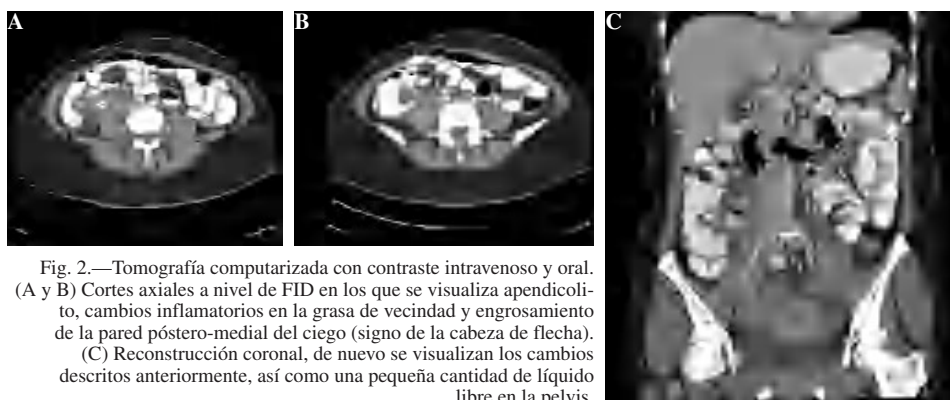 A
B
C
Fig. 2.—Tomografía computarizada con contraste intravenoso y oral.
(A y B) Cortes axiales a nivel de FID en los que se visualiza apendicoli-
to, cambios inflamatorios en la grasa de vecindad y engrosamiento
de la pared póstero-medial del ciego (signo de la cabeza de flecha).
(C) Reconstrucción coronal, de nuevo se visualizan los cambios
descritos anteriormente, así como una pequeña cantidad de líquido
libre en la pelvis.